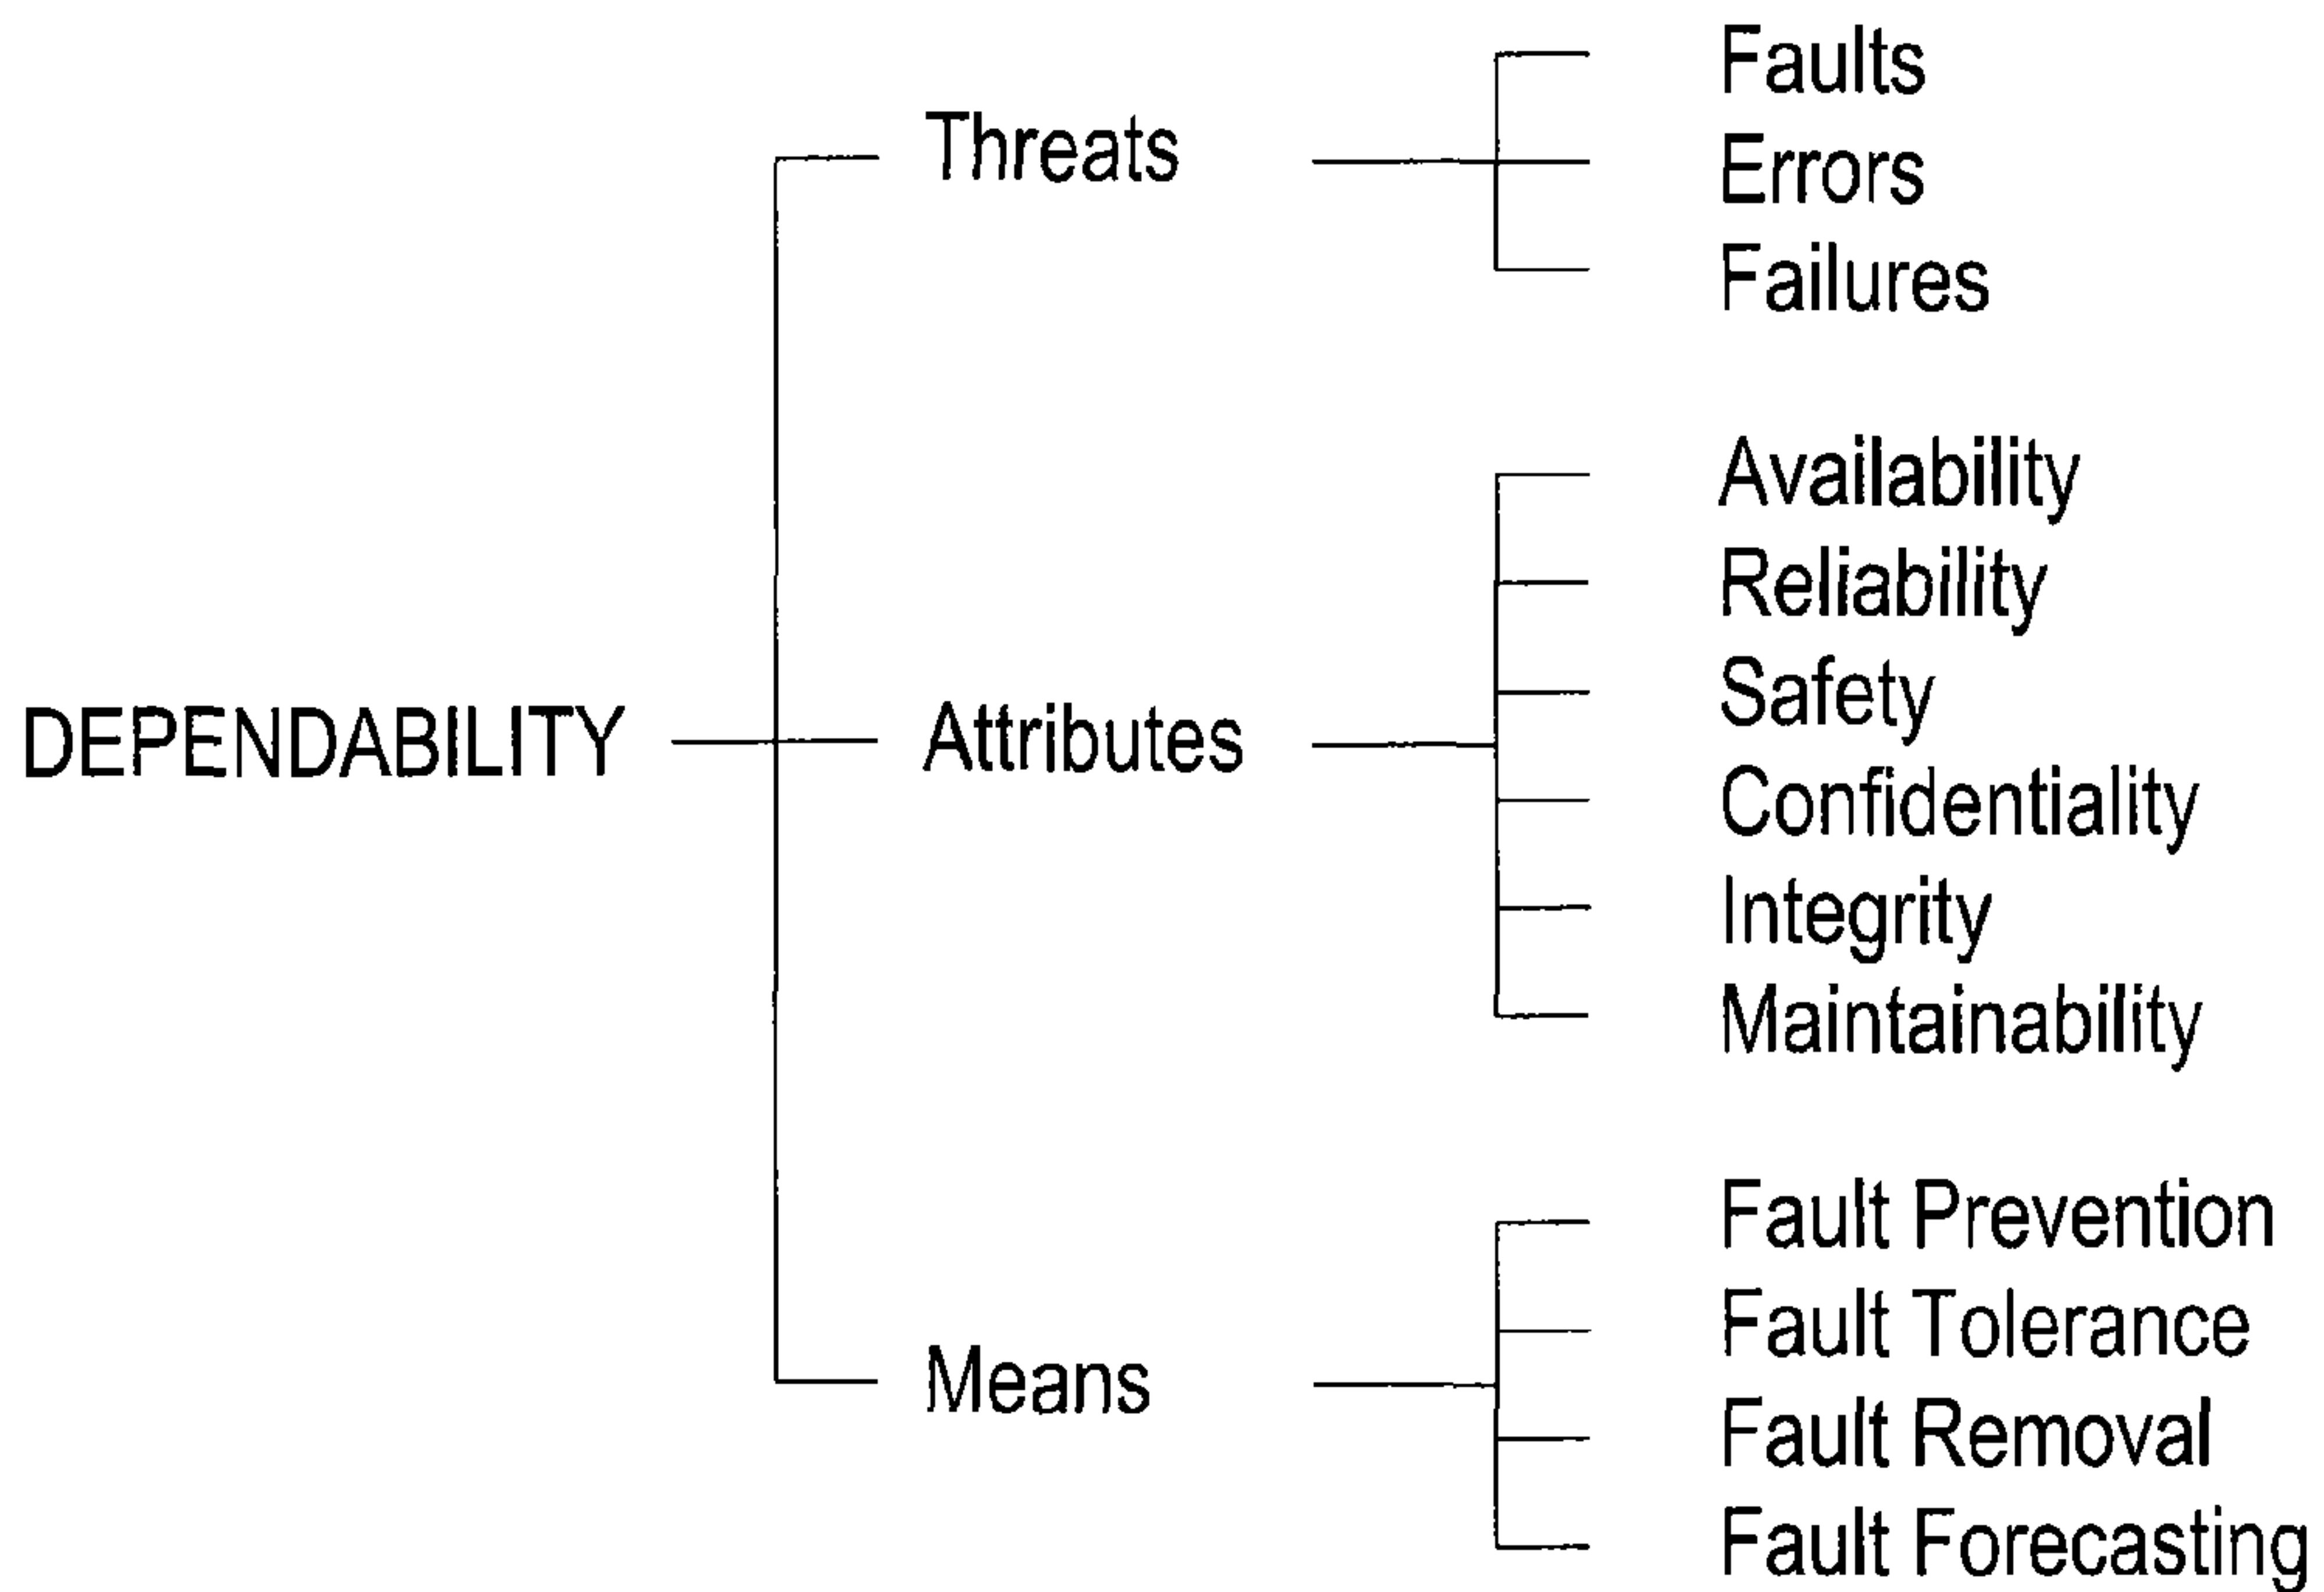 DEPENDABILITY
Threats
Faults
Errors
Failures
Attributes
Availability
Reliability
Safety
Confidentiality
Integrity
Maintainability
Means
Fault Prevention
Fault Tolerance
Fault Removal
Fault Forecasting